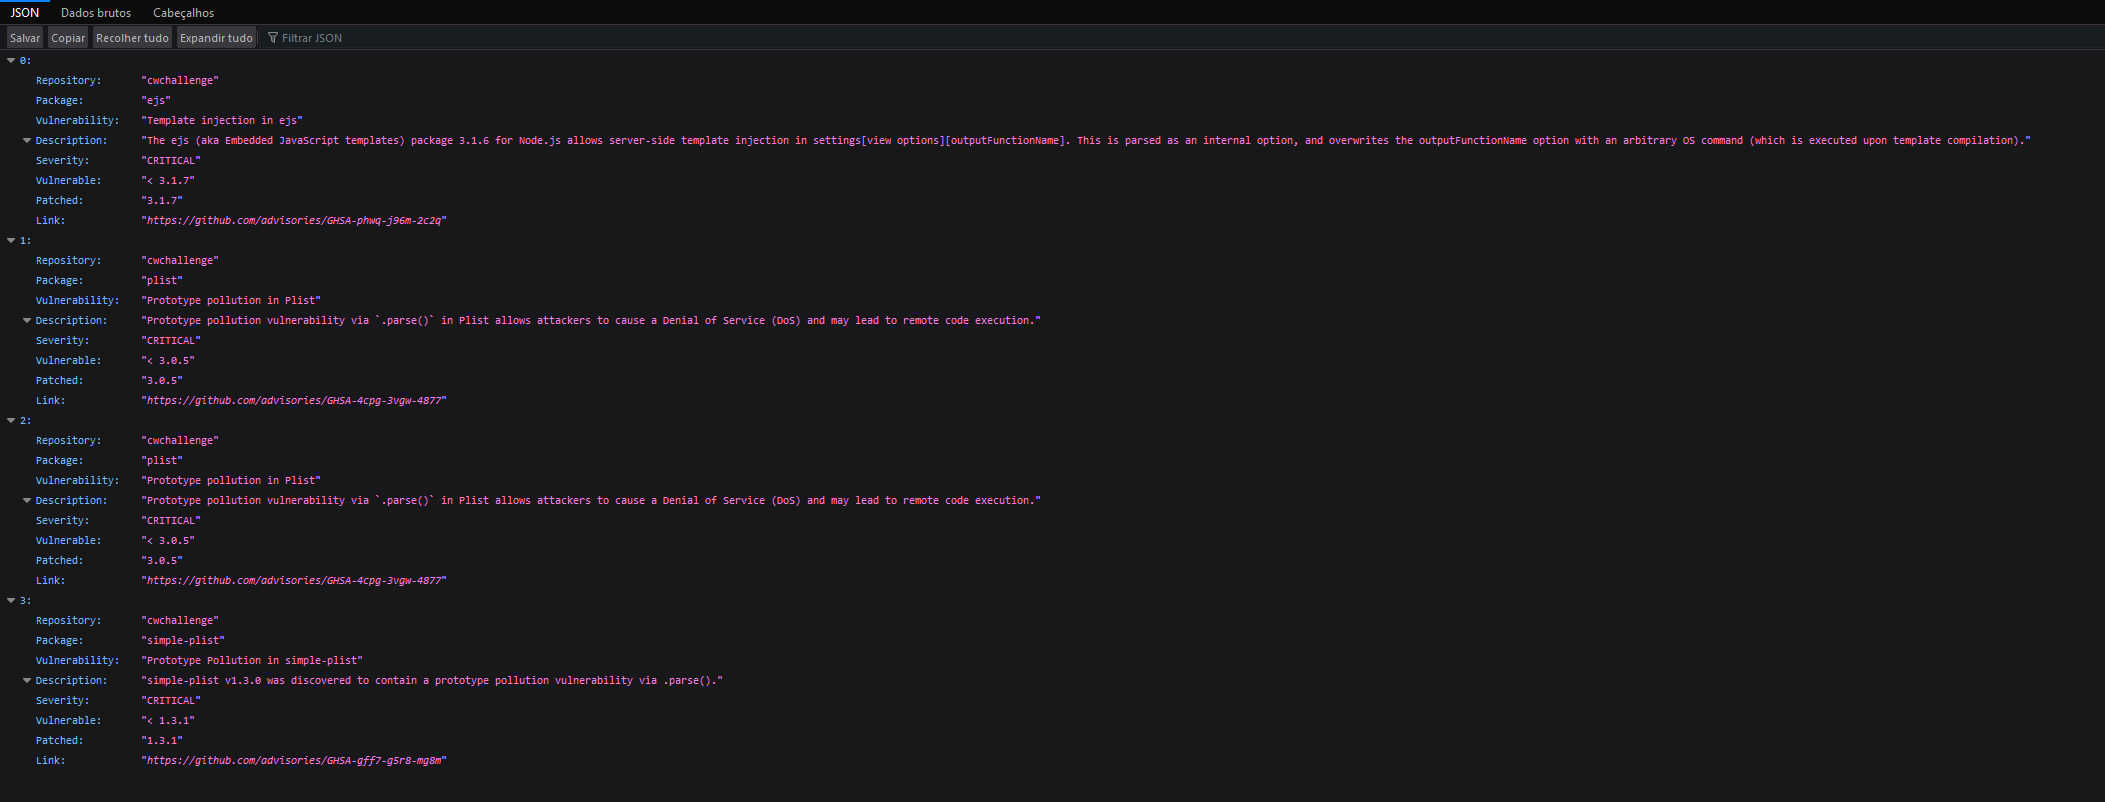 JSON Dados brutos Cabeçalhos
Salvar Copiar Recolher tudo Expandir tudo Filtrar JSON
0:
Repository: "cwchallenge"
Package: "ejs"
Vulnerability: "Template injection in ejs"
Description: "The ejs (aka Embedded JavaScript templates) package 3.1.6 for Node.js allows server-side template injection in settings[view options][outputFunctionName]. This is parsed as an internal option, and overwrites the outputFunctionName option with an arbitrary OS command (which is executed upon template compilation)."
Severity: "CRITICAL"
Vulnerable: "< 3.1.7"
Patched: "3.1.7"
Link: "https://github.com/advisories/GHSA-phwq-j96m-2c2q"
1:
Repository: "cwchallenge"
Package: "plist"
Vulnerability: "Prototype pollution in Plist"
Description: "Prototype pollution vulnerability via `.parse()` in Plist allows attackers to cause a Denial of Service (DoS) and may lead to remote code execution."
Severity: "CRITICAL"
Vulnerable: "< 3.0.5"
Patched: "3.0.5"
Link: "https://github.com/advisories/GHSA-4cpg-3vgw-4877"
2:
Repository: "cwchallenge"
Package: "plist"
Vulnerability: "Prototype pollution in Plist"
Description: "Prototype pollution vulnerability via `.parse()` in Plist allows attackers to cause a Denial of Service (DoS) and may lead to remote code execution."
Severity: "CRITICAL"
Vulnerable: "< 3.0.5"
Patched: "3.0.5"
Link: "https://github.com/advisories/GHSA-4cpg-3vgw-4877"
3:
Repository: "cwchallenge"
Package: "simple-plist"
Vulnerability: "Prototype Pollution in simple-plist"
Description: "simple-plist v1.3.0 was discovered to contain a prototype pollution vulnerability via .parse()."
Severity: "CRITICAL"
Vulnerable: "< 1.3.1"
Patched: "1.3.1"
Link: "https://github.com/advisories/GHSA-gff7-g5r8-mg8m"